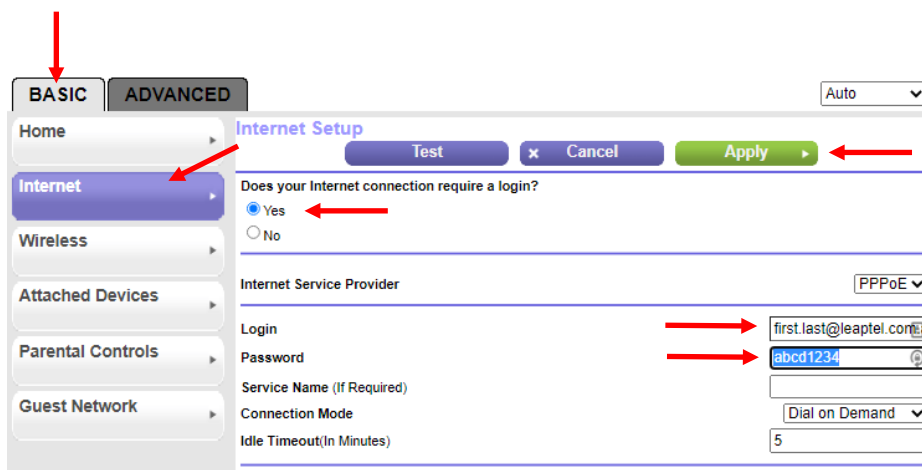 BASIC ADVANCED Auto
Home
Internet
Wireless
Attached Devices
Parental Controls
Guest Network
Internet Setup
Test × Cancel Apply
Does your Internet connection require a login?
Yes
No
Internet Service Provider PPPoE
Login first.last@leaptel.com
Password abcd1234
Service Name (If Required)
Connection Mode Dial on Demand
Idle Timeout(In Minutes) 5